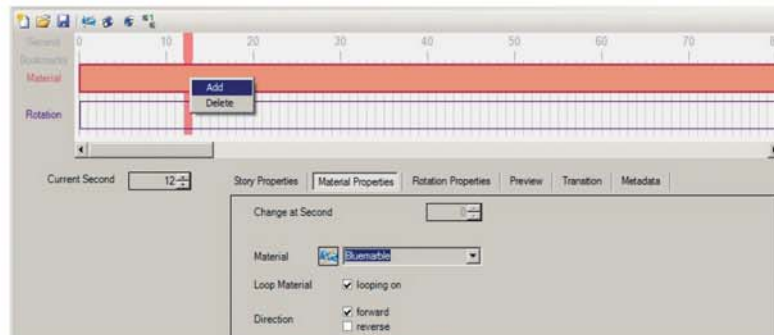 Second 0 10 20 30 40 50 60 70
Bookmarks
Material
Add
Delete
Rotation
Current Second 12
Story Properties Material Properties Rotation Properties Preview Transition Metadata
Change at Second 0
Material Bluemarble
Loop Material looping on
Direction forward
reverse